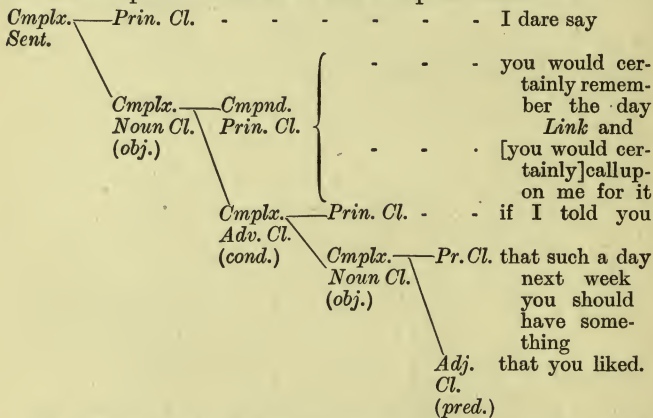 Cmplx. Prin. Cl. - - - - - - I dare say
Sent.
- - - you would cer-
tainly remem-
Cmplx. Cmpnd. ber the day
Noun Cl. Prin. Cl. Link and
(obj.) - - - [you would cer-
tainly] call up-
on me for it
Cmplx. Prin. Cl. - - if I told you
Adv. Cl.
(cond.) Cmplx. Pr. Cl. that such a day
Noun Cl. next week
(obj.) you should
have some-
thing
Adj. that you liked.
Cl.
(pred.)